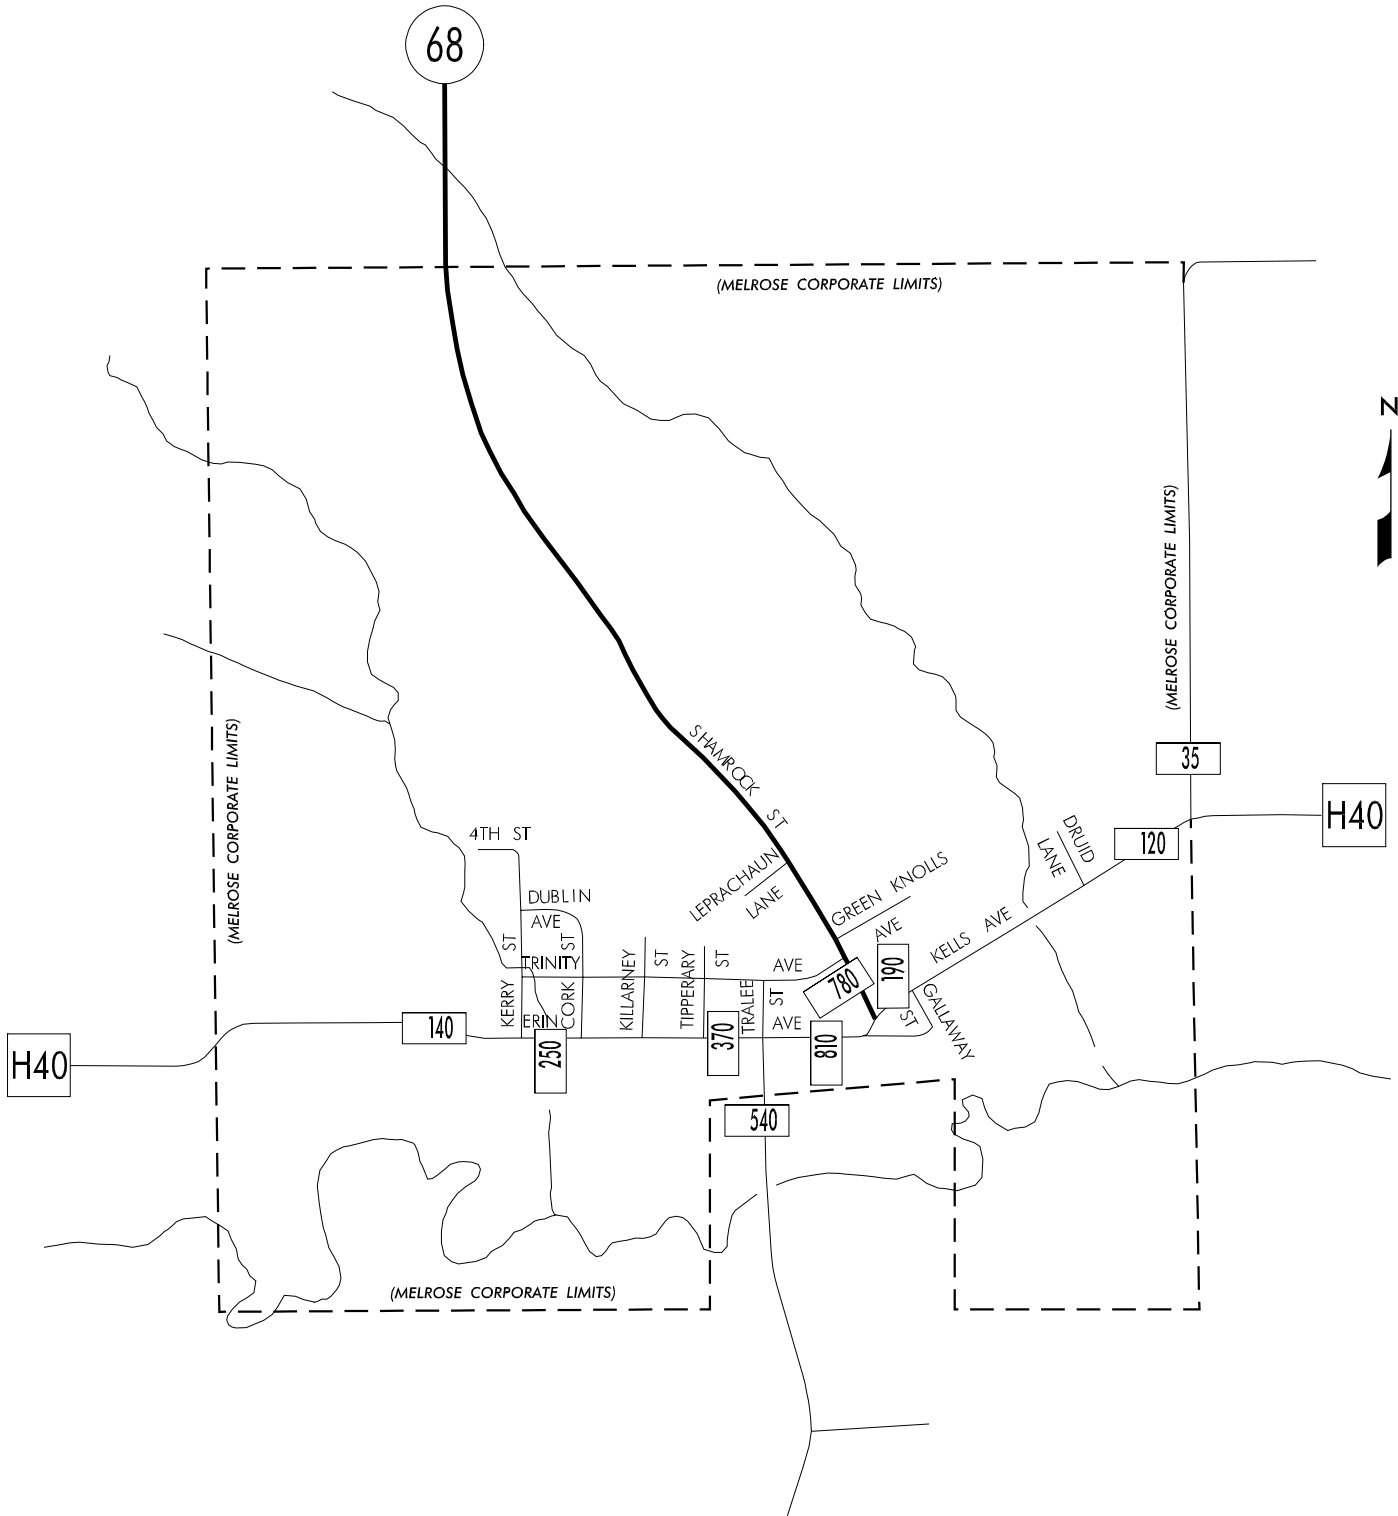 68
(MELROSE CORPORATE LIMITS)
N
(MELROSE CORPORATE LIMITS)
(MELROSE CORPORATE LIMITS)
SHAMROCK ST
35
H40
4TH ST
DRUID
LANE
120
LEPRACHAUN
LANE
GREEN KNOLLS
AVE
DUBLIN
AVE
KELLS AVE
KERRY ST
TRINITY AVE
CORK ST
KILLARNEY ST
TIPPERARY ST
TRALEE ST
780
190
GALLAWAY
ST
H40
140
ERIN AVE
250
370
810
540
(MELROSE CORPORATE LIMITS)